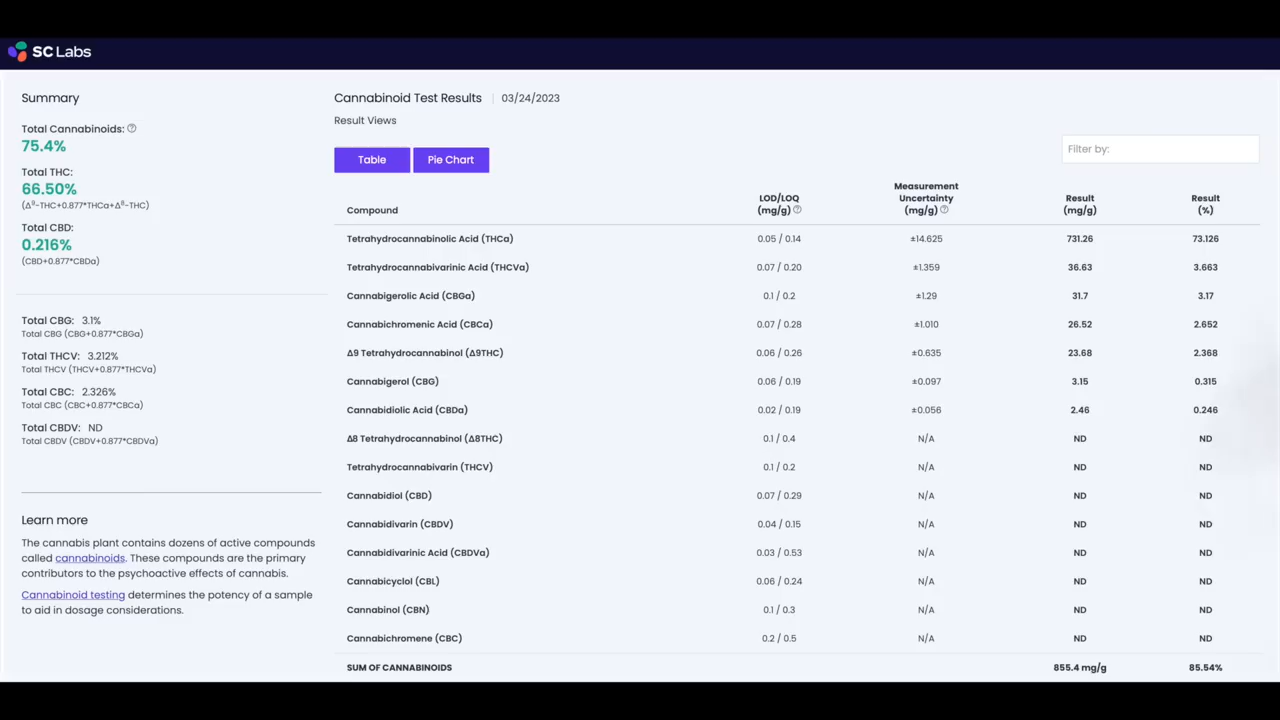 SC Labs
Summary
Total Cannabinoids:
75.4%
Total THC:
66.50%
(Δ⁹-THC+0.877*THCa+Δ⁸-THC)
Total CBD:
0.216%
(CBD+0.877*CBDa)
Total CBG: 3.1%
Total CBG (CBG+0.877*CBGa)
Total THCV: 3.212%
Total THCV (THCV+0.877*THCVa)
Total CBC: 2.326%
Total CBC (CBC+0.877*CBCa)
Total CBDV: ND
Total CBDV (CBDV+0.877*CBDVa)
Learn more
The cannabis plant contains dozens of active compounds
called cannabinoids. These compounds are the primary
contributors to the psychoactive effects of cannabis.
Cannabinoid testing determines the potency of a sample
to aid in dosage considerations.
Cannabinoid Test Results | 03/24/2023
Result Views
Table Pie Chart
Filter by:
Compound LOD/LOQ (mg/g) Measurement Uncertainty (mg/g) Result (mg/g) Result (%)
Tetrahydrocannabinolic Acid (THCa) 0.05 / 0.14 ±14.625 731.26 73.126
Tetrahydrocannabivarinic Acid (THCVa) 0.07 / 0.20 ±1.359 36.63 3.663
Cannabigerolic Acid (CBGa) 0.1 / 0.2 ±1.29 31.7 3.17
Cannabichromenic Acid (CBCa) 0.07 / 0.28 ±1.010 26.52 2.652
Δ9 Tetrahydrocannabinol (Δ9THC) 0.06 / 0.26 ±0.635 23.68 2.368
Cannabigerol (CBG) 0.06 / 0.19 ±0.097 3.15 0.315
Cannabidiolic Acid (CBDa) 0.02 / 0.19 ±0.056 2.46 0.246
Δ8 Tetrahydrocannabinol (Δ8THC) 0.1 / 0.4 N/A ND ND
Tetrahydrocannabivarin (THCV) 0.1 / 0.2 N/A ND ND
Cannabidiol (CBD) 0.07 / 0.29 N/A ND ND
Cannabidivarin (CBDV) 0.04 / 0.15 N/A ND ND
Cannabidivarinic Acid (CBDVa) 0.03 / 0.53 N/A ND ND
Cannabicyclol (CBL) 0.06 / 0.24 N/A ND ND
Cannabinol (CBN) 0.1 / 0.3 N/A ND ND
Cannabichromene (CBC) 0.2 / 0.5 N/A ND ND
SUM OF CANNABINOIDS 855.4 mg/g 85.54%